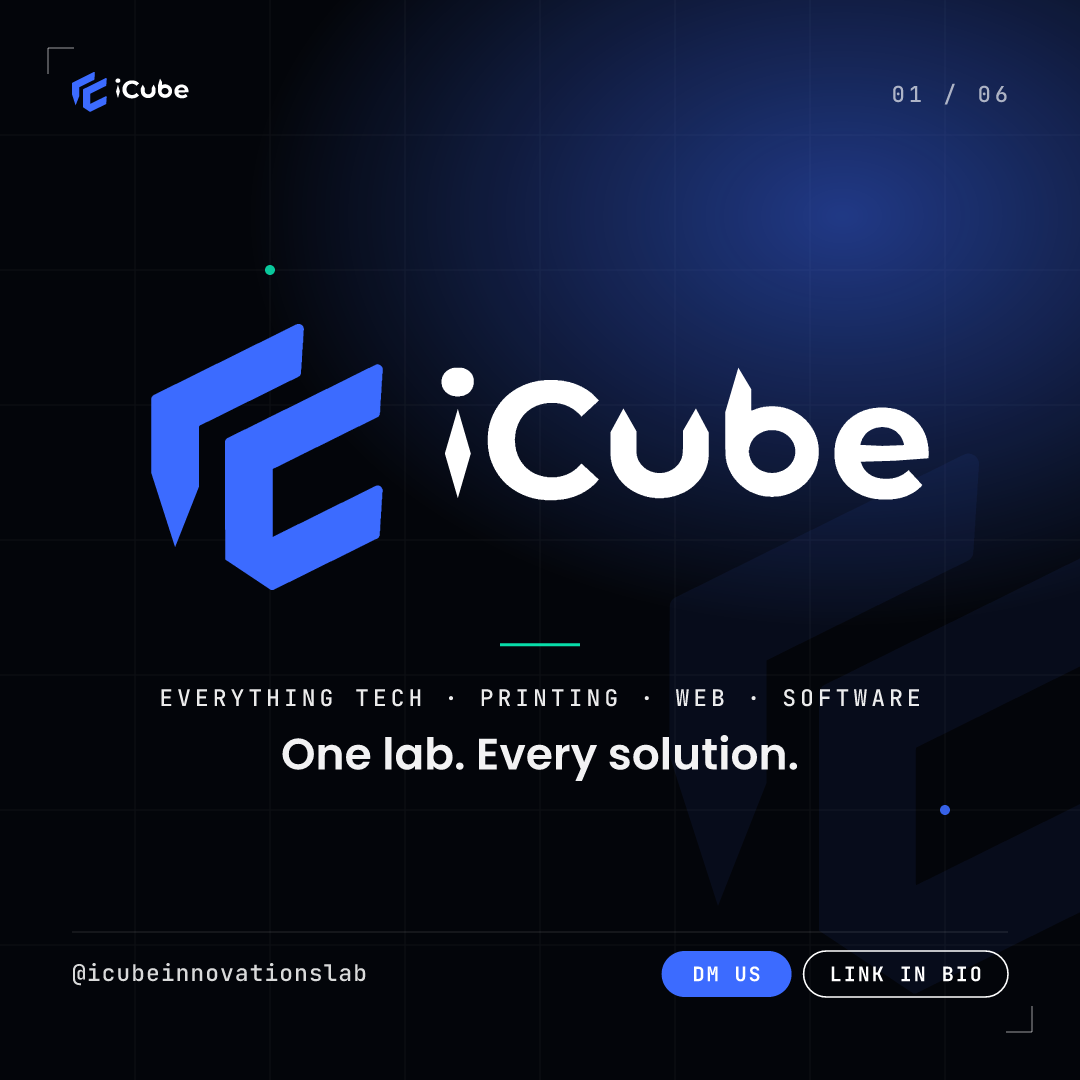 iCube
01 / 06
iCube
EVERYTHING TECH · PRINTING · WEB · SOFTWARE
One lab. Every solution.
@icubeinnovationslab
DM US
LINK IN BIO